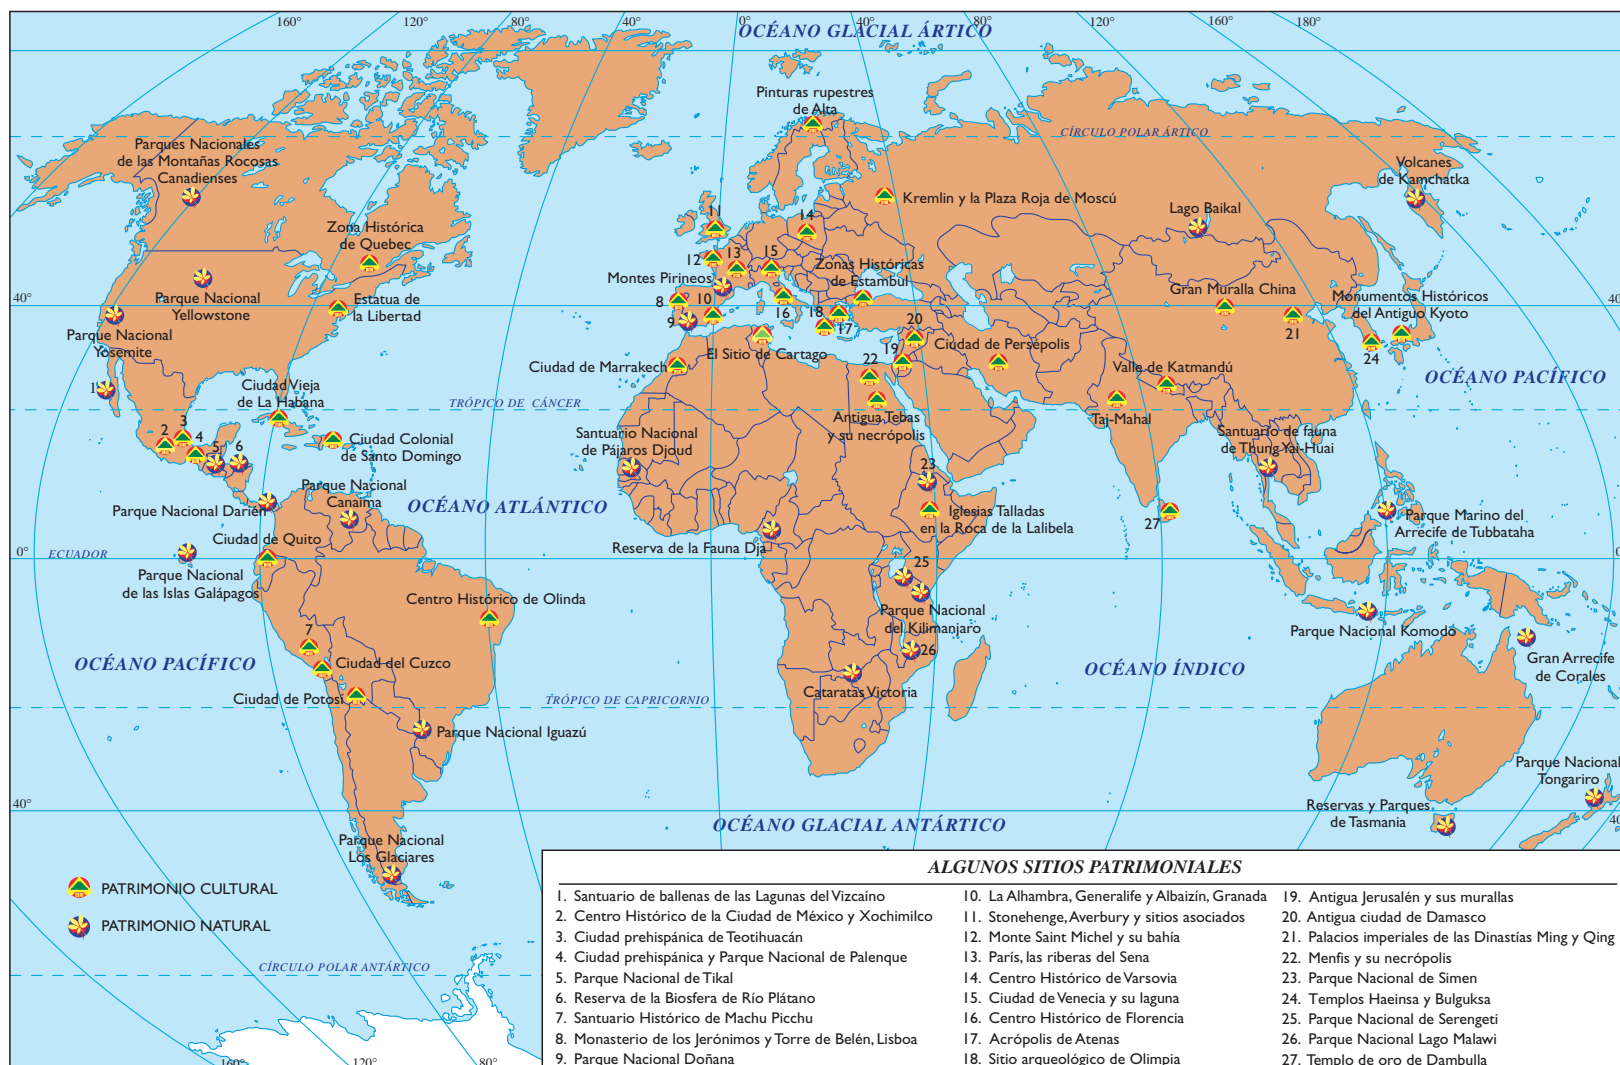 160°
120°
80°
40°
0°
40°
80°
120°
160°
180°
OCÉANO GLACIAL ÁRTICO
Pinturas rupestres
de Alta
CÍRCULO POLAR ÁRTICO
Parques Nacionales
de las Montañas Rocosas
Canadienses
Volcanes
de Kamchatka
Kremlin y la Plaza Roja de Moscú
Lago Baikal
Zona Histórica
de Quebec
11
14
12
13
15
Montes Pirineos
Zonas Históricas
de Estambul
Parque Nacional
Yellowstone
Estatua de
la Libertad
8
10
9
16
18
17
20
19
Gran Muralla China
21
Monumentos Históricos
del Antiguo Kyoto
24
40°
40
Parque Nacional
Yosemite
El Sitio de Cartago
Ciudad de Persépolis
Ciudad de Marrakech
22
Valle de Katmandú
OCÉANO PACÍFICO
1
Ciudad Vieja
de La Habana
TRÓPICO DE CÁNCER
Antigua Tebas
y su necrópolis
Taj-Mahal
2
3
4
5
6
Ciudad Colonial
de Santo Domingo
Santuario Nacional
de Pájaros Djoud
Santuario de fauna
de Thung Yai-Huai
23
Parque Nacional
Canaima
OCÉANO ATLÁNTICO
Parque Nacional Darién
Iglesias Talladas
en la Roca de la Lalibela
27
Parque Marino del
Arrecife de Tubbataha
Ciudad de Quito
Reserva de la Fauna Dja
0°
ECUADOR
0
25
Parque Nacional
de las Islas Galápagos
Centro Histórico de Olinda
Parque Nacional
del Kilimanjaro
Parque Nacional Komodo
7
26
OCÉANO PACÍFICO
Ciudad del Cuzco
OCÉANO ÍNDICO
Gran Arrecife
de Corales
Ciudad de Potosí
TRÓPICO DE CAPRICORNIO
Cataratas Victoria
Parque Nacional Iguazú
Parque Nacional
Tongariro
40°
Reservas y Parques
de Tasmania
40
OCÉANO GLACIAL ANTÁRTICO
Parque Nacional
Los Glaciares
PATRIMONIO CULTURAL
PATRIMONIO NATURAL
CÍRCULO POLAR ANTÁRTICO
160°
120°
80°
ALGUNOS SITIOS PATRIMONIALES
1. Santuario de ballenas de las Lagunas del Vizcaíno
2. Centro Histórico de la Ciudad de México y Xochimilco
3. Ciudad prehispánica de Teotihuacán
4. Ciudad prehispánica y Parque Nacional de Palenque
5. Parque Nacional de Tikal
6. Reserva de la Biosfera de Río Plátano
7. Santuario Histórico de Machu Picchu
8. Monasterio de los Jerónimos y Torre de Belén, Lisboa
9. Parque Nacional Doñana
10. La Alhambra, Generalife y Albaizín, Granada
11. Stonehenge, Averbury y sitios asociados
12. Monte Saint Michel y su bahía
13. París, las riberas del Sena
14. Centro Histórico de Varsovia
15. Ciudad de Venecia y su laguna
16. Centro Histórico de Florencia
17. Acrópolis de Atenas
18. Sitio arqueológico de Olimpia
19. Antigua Jerusalén y sus murallas
20. Antigua ciudad de Damasco
21. Palacios imperiales de las Dinastías Ming y Qing
22. Menfis y su necrópolis
23. Parque Nacional de Simen
24. Templos Haeinsa y Bulguksa
25. Parque Nacional de Serengeti
26. Parque Nacional Lago Malawi
27. Templo de oro de Dambulla